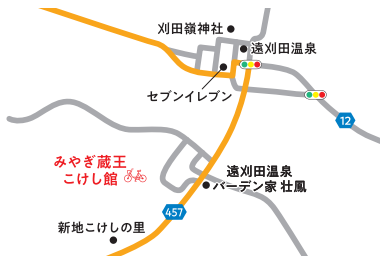 刈田嶺神社
遠刈田温泉
セブンイレブン
12
みやぎ蔵王
こけし館
遠刈田温泉
バーデン家 壮鳳
457
新地こけしの里